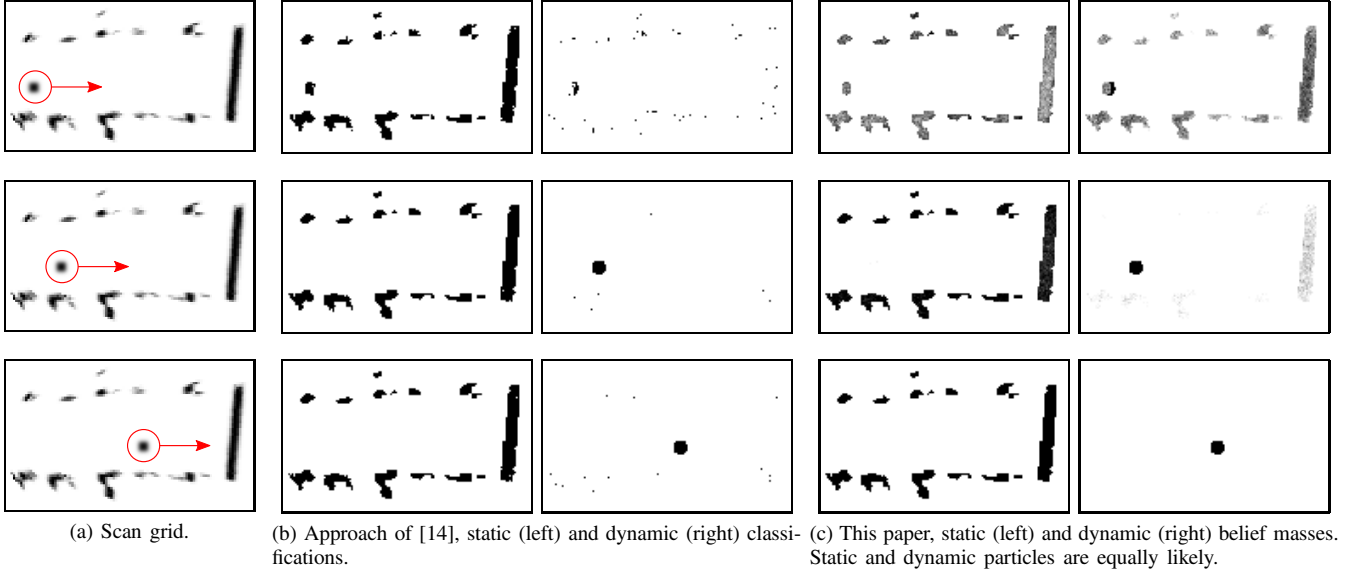 (a) Scan grid.
(b) Approach of [14], static (left) and dynamic (right) classi-
fications.
(c) This paper, static (left) and dynamic (right) belief masses.
Static and dynamic particles are equally likely.